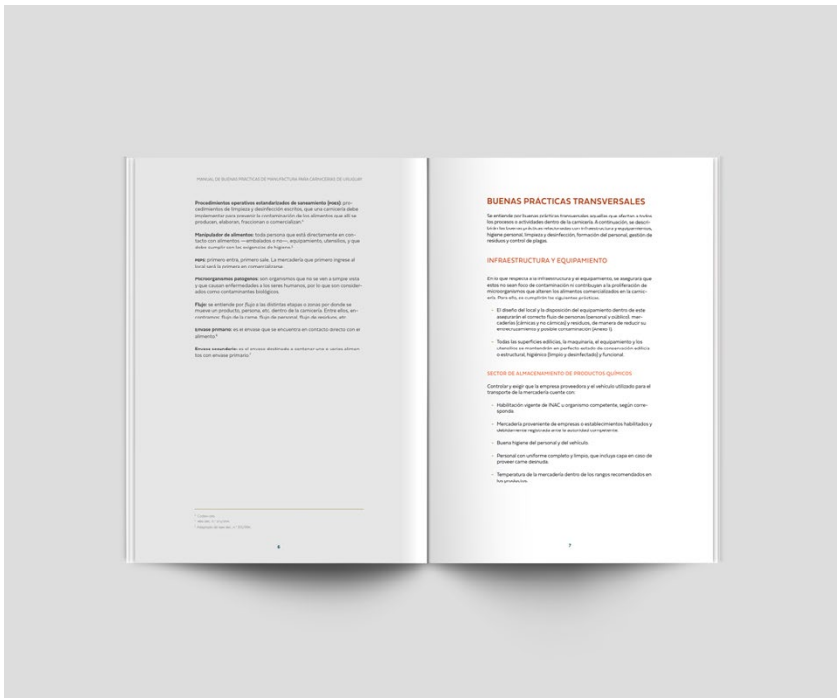 MANUAL DE BUENAS PRÁCTICAS DE MANUFACTURA PARA CARNICERÍAS DE URUGUAY
Procedimientos operativos estandarizados de saneamiento (POES): pro-
cedimientos de limpieza y desinfección escritos, que una carnicería debe
implementar para prevenir la contaminación de los alimentos que allí se
produzcan, elaboran, fraccionan o comercializan.
Manipulador de alimentos: toda persona que está directamente en con-
tacto con alimentos —embalados o no—, equipamiento, utensilios, y que
debe cumplir con las exigencias de higiene.
PEPS: primero entra, primero sale. La mercadería que primero ingrese al
local será la primera en comercializarse.
Microorganismos patógenos: son organismos que no se ven a simple vista
y que causan enfermedades a los seres humanos, por lo que son consider-
ados como contaminantes biológicos.
Flujo: se entiende por flujo a las distintas etapas o zonas por donde se
mueve un producto, persona, etc. dentro de la carnicería. Entre ellos, en-
contramos: flujo de la carne, flujo de personal, flujo de residuos, etc.
Envase primario: es el envase que se encuentra en contacto directo con el
alimento.
Envase secundario: es el envase destinado a contener uno o varios alimen-
tos con envase primario.
6
BUENAS PRÁCTICAS TRANSVERSALES
Se entiende por buenas prácticas transversales aquellas que afectan a todos
los procesos o actividades dentro de la carnicería. A continuación, se descri-
birán las buenas prácticas relacionadas con infraestructura y equipamientos,
higiene personal, limpieza y desinfección, formación del personal, gestión de
residuos y control de plagas.
INFRAESTRUCTURA Y EQUIPAMIENTO
En lo que respecta a la infraestructura y el equipamiento, se asegurará que
estos no sean foco de contaminación ni contribuyan a la proliferación de
microorganismos que alteren los alimentos comercializados en la carnic-
ería. Para ello, se cumplirán las siguientes prácticas:
– El diseño del local y la disposición del equipamiento dentro de este
asegurarán el correcto flujo de personas (personal y público), mer-
caderías (cárnicas y no cárnicas) y residuos, de manera de reducir su
entrecruzamiento y posible contaminación (Anexo I).
– Todas las superficies edilicias, la maquinaria, el equipamiento y los
utensilios se mantendrán en perfecto estado de conservación edilicia
o estructural, higiénico (limpio y desinfectado) y funcional.
SECTOR DE ALMACENAMIENTO DE PRODUCTOS QUÍMICOS
Controlar y exigir que la empresa proveedora y el vehículo utilizado para el
transporte de la mercadería cuente con:
– Habilitación vigente de INAC u organismo competente, según corre-
sponda.
– Mercadería proveniente de empresas o establecimientos habilitados y
debidamente registrada ante la autoridad competente.
– Buena higiene del personal y del vehículo.
– Personal con uniforme completo y limpio, que incluya capa en caso de
proveer carne desnuda.
– Temperatura de la mercadería dentro de los rangos recomendados en
los productos.
7